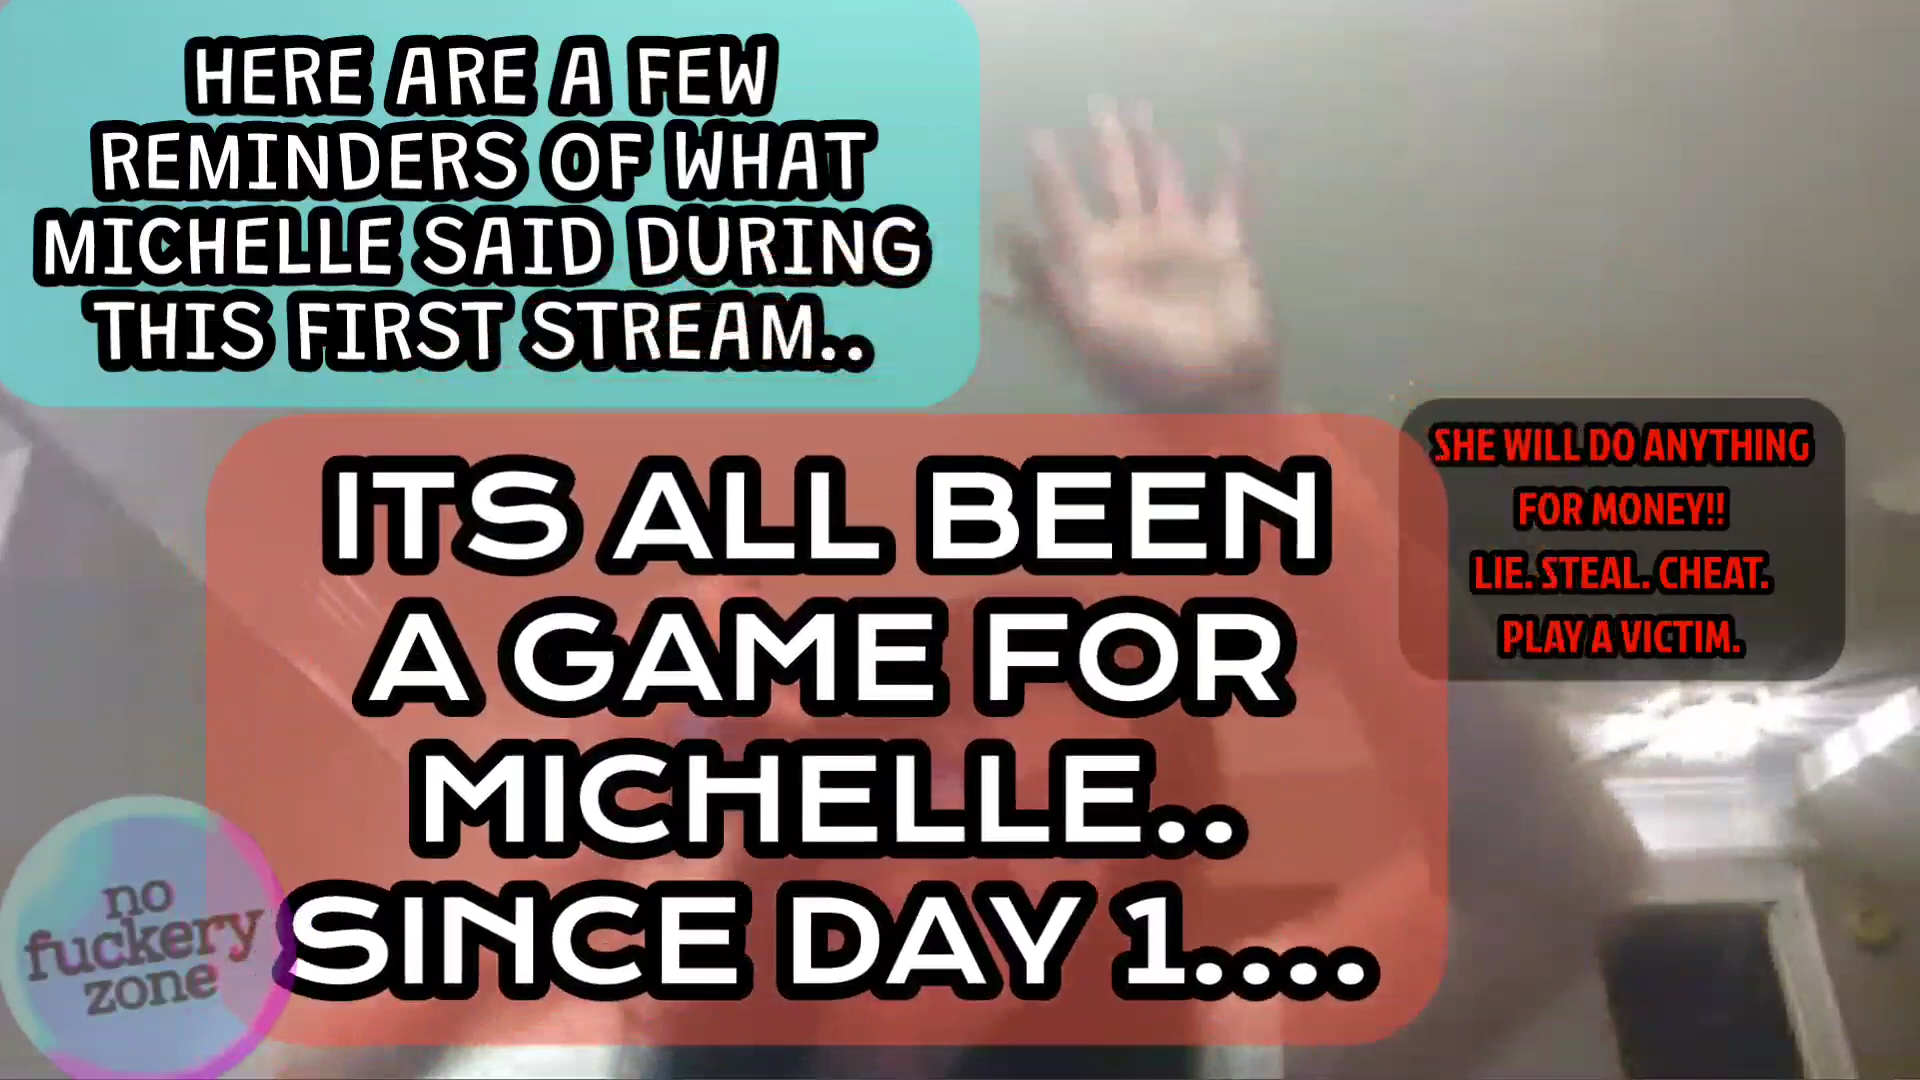 HERE ARE A FEW
REMINDERS OF WHAT
MICHELLE SAID DURING
THIS FIRST STREAM..
ITS ALL BEEN
A GAME FOR
MICHELLE..
SINCE DAY 1....
SHE WILL DO ANYTHING
FOR MONEY!!
LIE. STEAL. CHEAT.
PLAY A VICTIM.
no
fuckery
zone